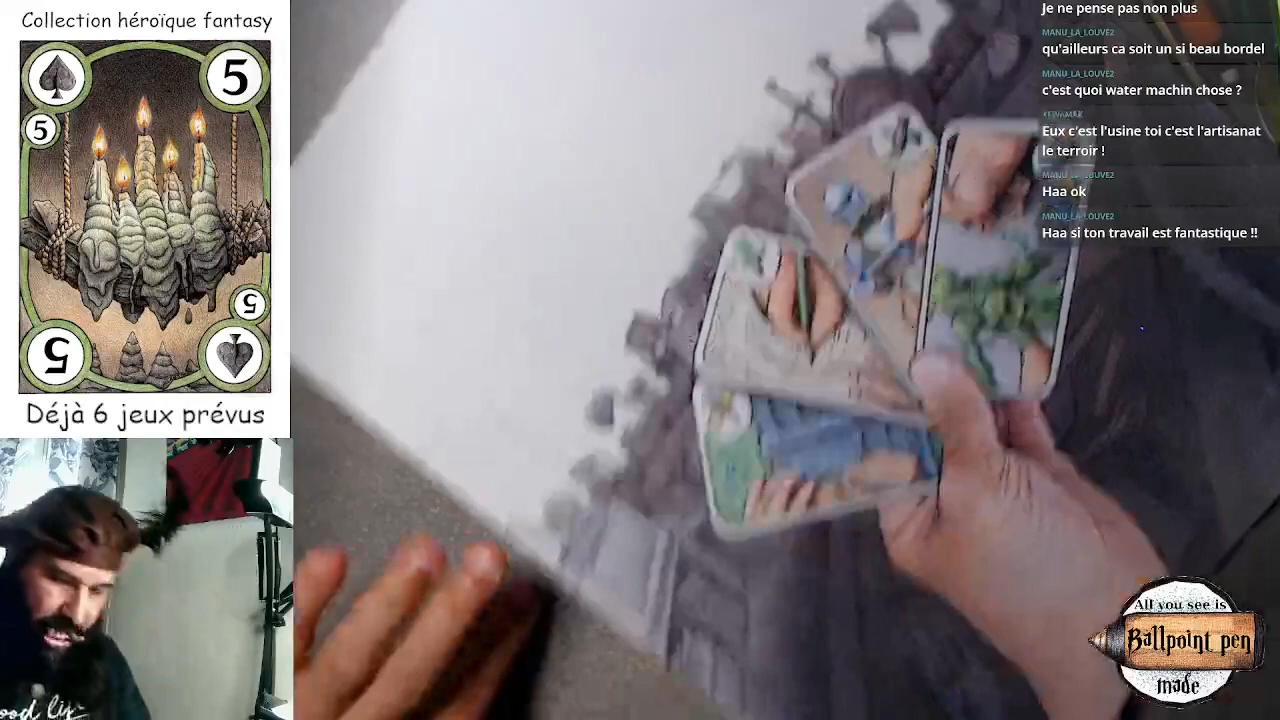 Collection héroïque fantasy
5
5
5
5
Déjà 6 jeux prévus
Je ne pense pas non plus
MANU_LA_LOUVE2
qu'ailleurs ca soit un si beau bordel
MANU_LA_LOUVE2
c'est quoi water machin chose ?
Eux c'est l'usine toi c'est l'artisanat
le terroir !
MANU_LA_LOUVE2
Haa ok
MANU_LA_LOUVE2
Haa si ton travail est fantastique !!
All you see is
Ballpoint pen
made